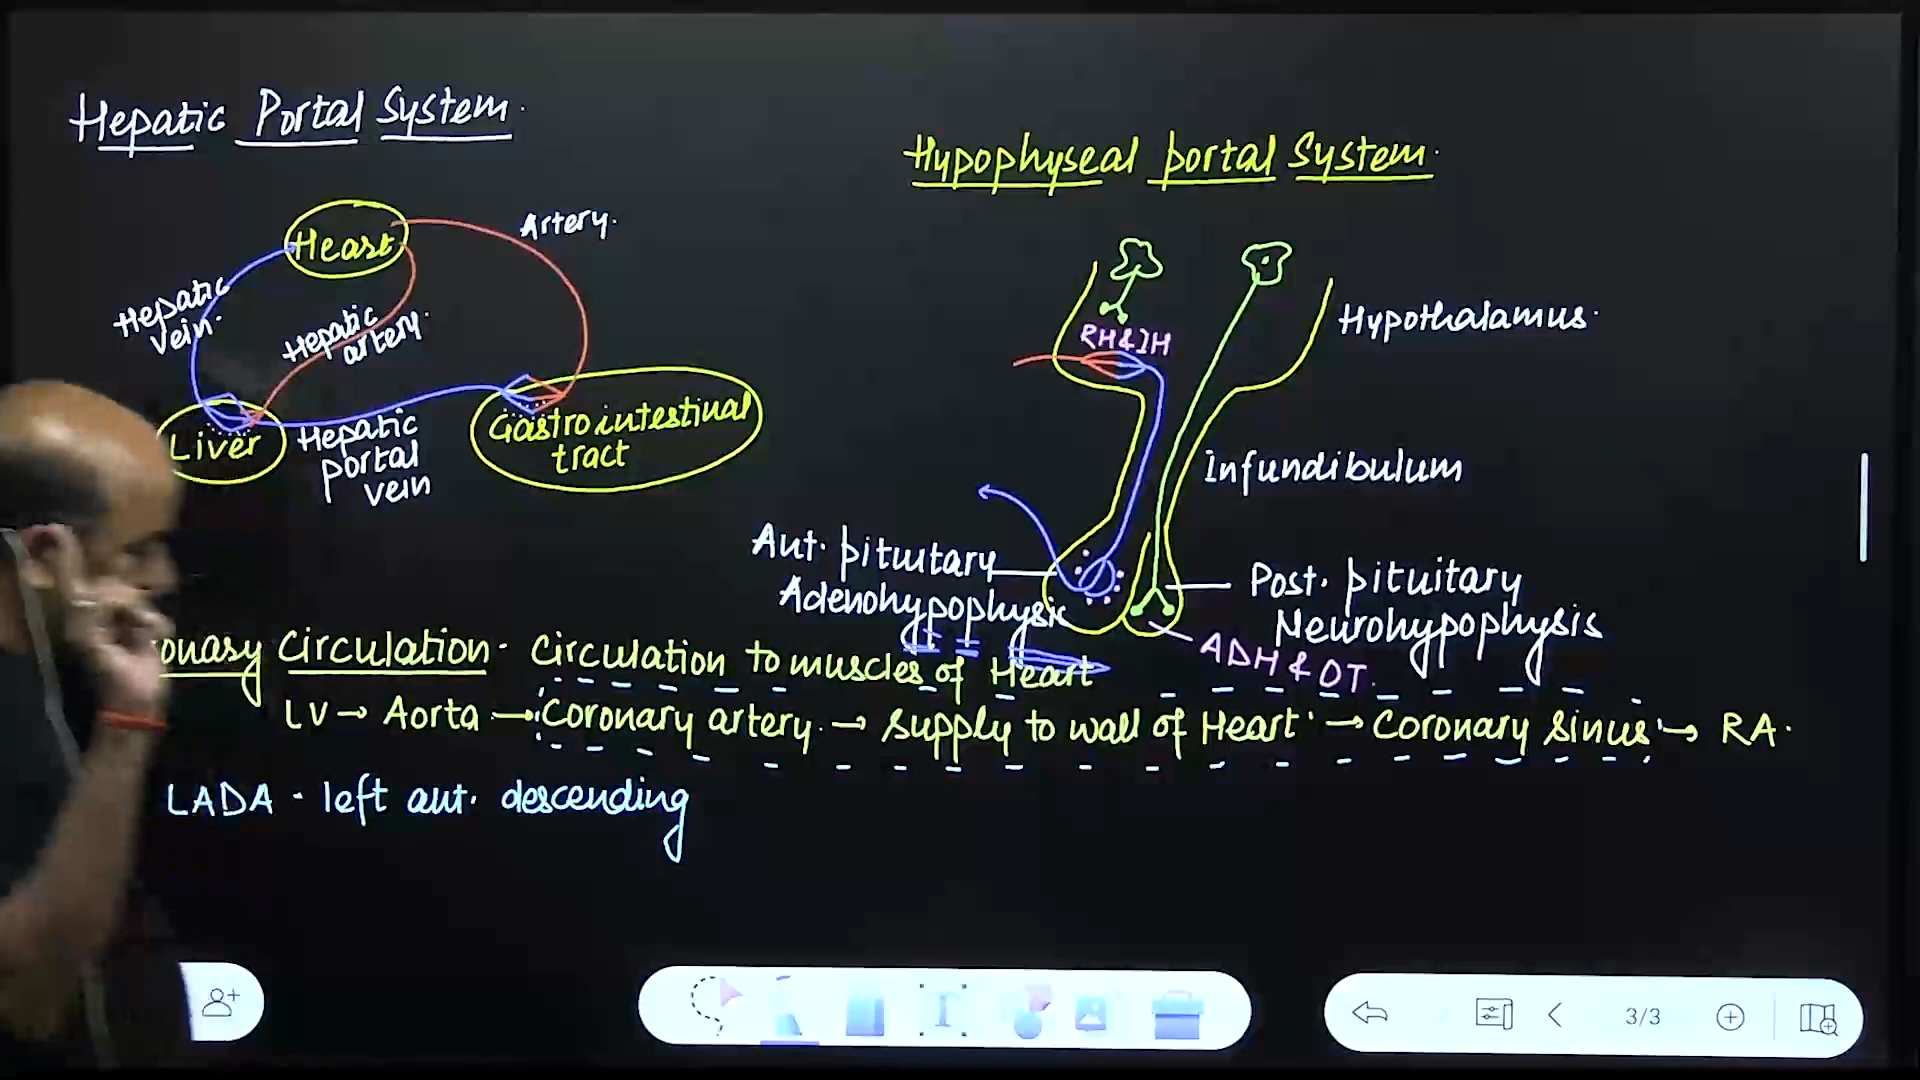 Hepatic Portal System.
Heart
Artery.
Hepatic
vein.
Hepatic
artery.
Liver
Hepatic
portal
vein
Gastrointestinal
tract
Hypophyseal portal System.
RH & IH
Hypothalamus.
Infundibulum
Ant. pituitary
Adenohypophysis
Post. pituitary
Neurohypophysis
ADH & OT.
onary Circulation - Circulation to muscles of Heart
LV → Aorta → Coronary artery. → Supply to wall of Heart → Coronary sinus → RA.
LADA - left ant. descending
3/3